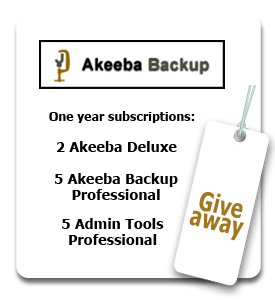 Akeeba Backup
One year subscriptions:
2 Akeeba Deluxe
5 Akeeba Backup
Professional
5 Admin Tools
Professional
Give
away